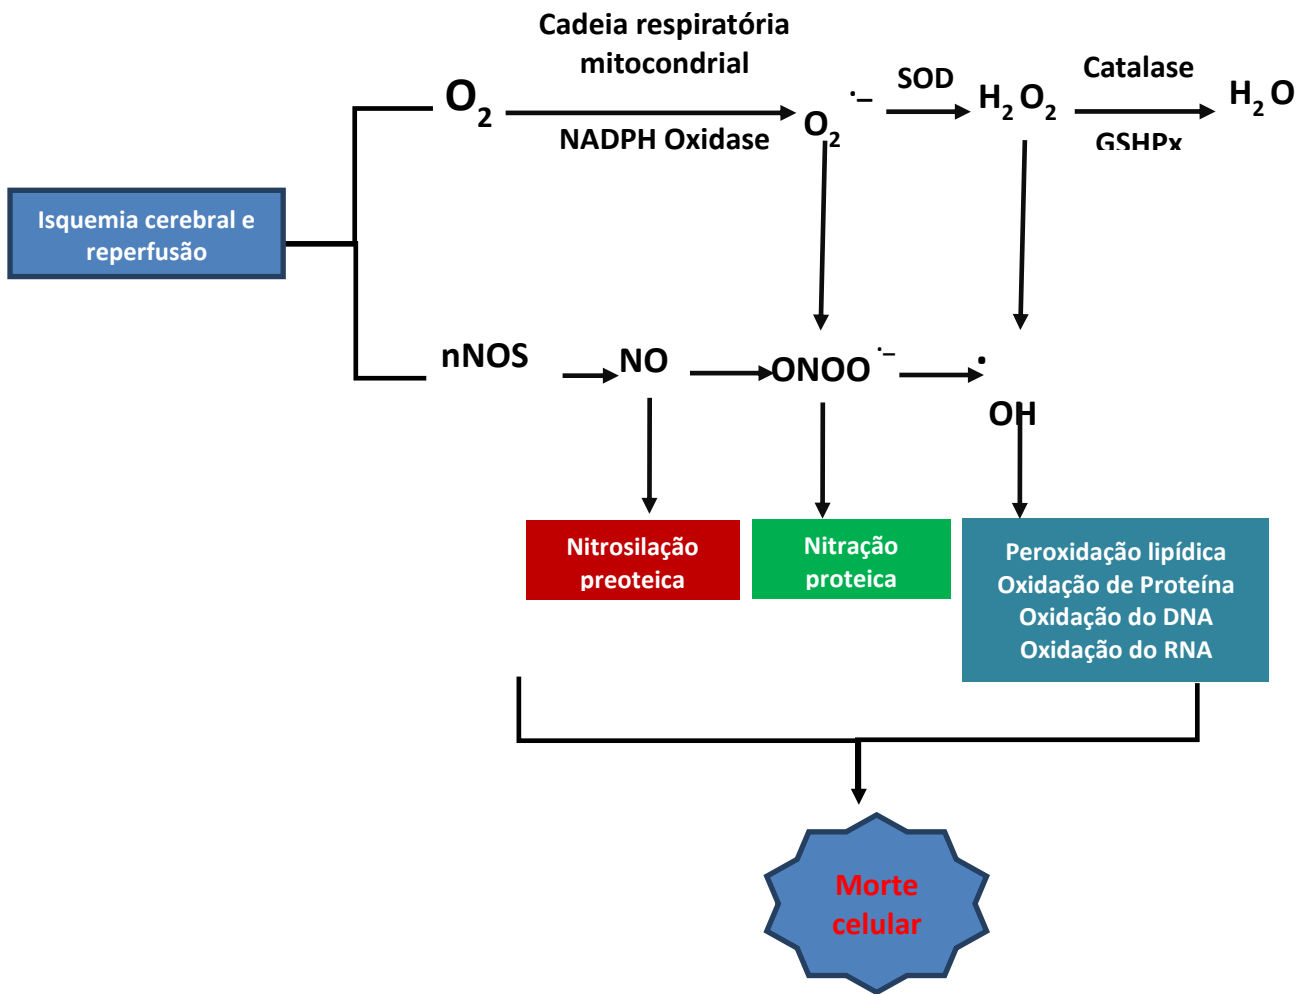 Cadeia respiratória
mitocondrial
O₂
NADPH Oxidase
O₂ ·–
SOD
H₂O₂
Catalase
GSHPx
H₂O
Isquemia cerebral e
reperfusão
nNOS
NO
ONOO ·–
·
OH
Nitrosilação
preoteica
Nitração
proteica
Peroxidação lipídica
Oxidação de Proteína
Oxidação do DNA
Oxidação do RNA
Morte
celular